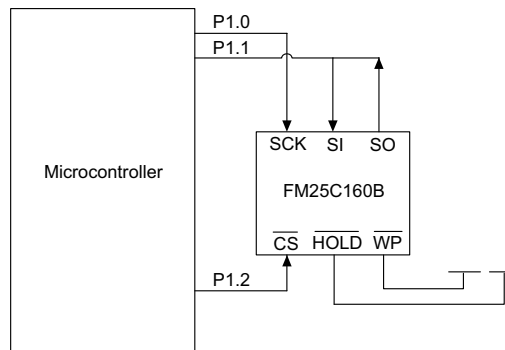 P1.0
P1.1
SCK SI SO
Microcontroller
FM25C160B
CS HOLD WP
P1.2